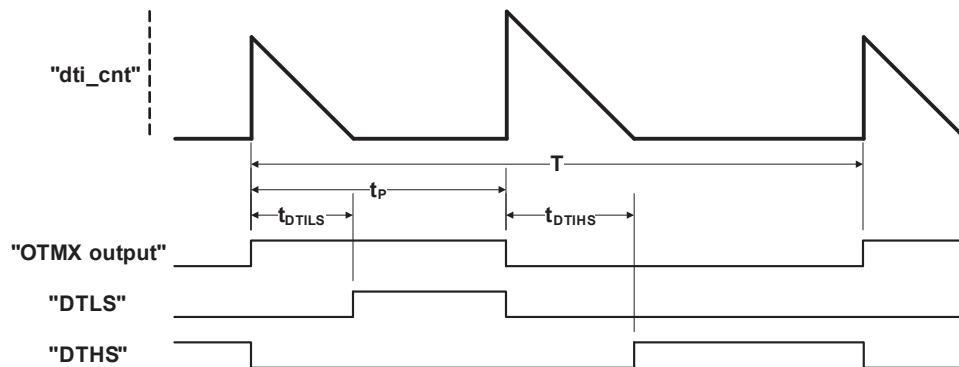 "dti_cnt"
T
tP
tDTILS
tDTIHS
"OTMX output"
"DTLS"
"DTHS"